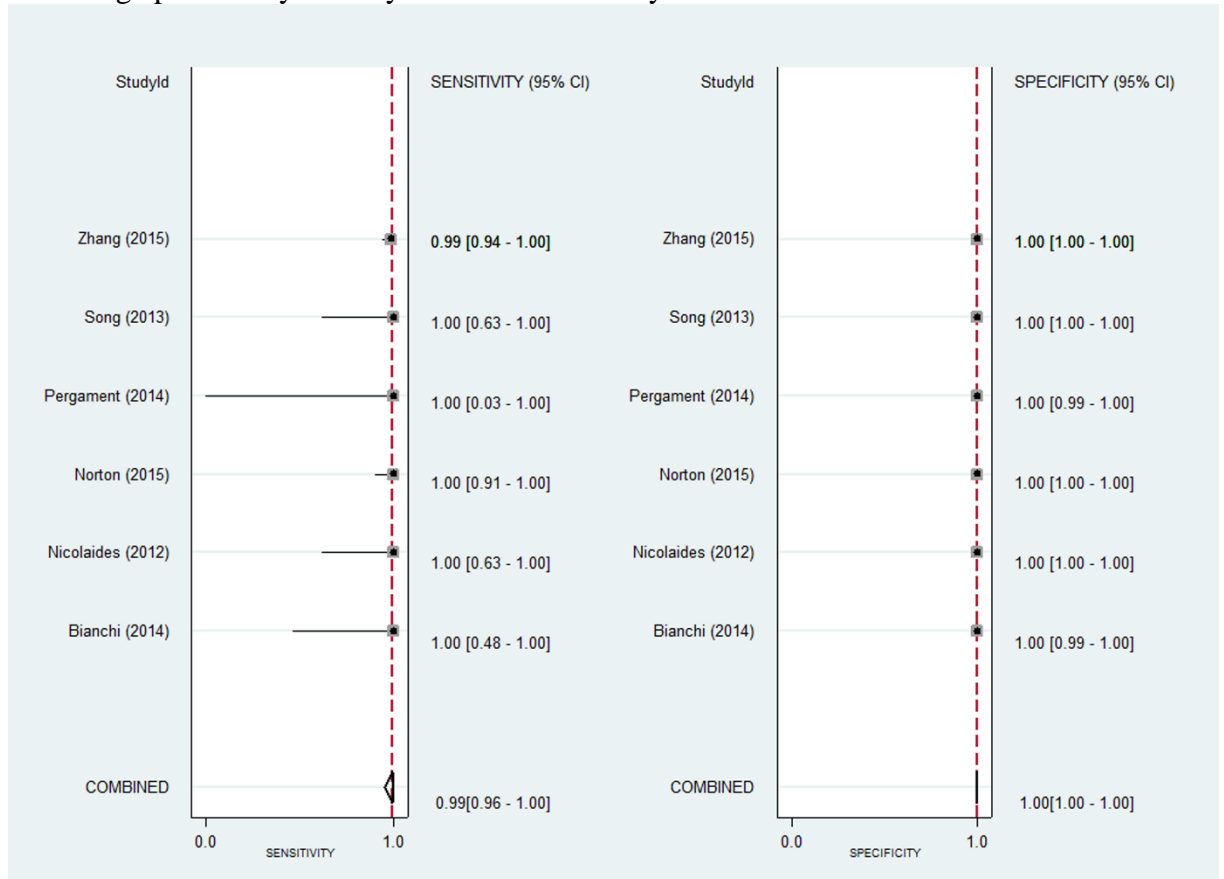 StudyId SENSITIVITY (95% CI) StudyId SPECIFICITY (95% CI)
Zhang (2015) 0.99 [0.94 - 1.00] Zhang (2015) 1.00 [1.00 - 1.00]
Song (2013) 1.00 [0.63 - 1.00] Song (2013) 1.00 [1.00 - 1.00]
Pergament (2014) 1.00 [0.03 - 1.00] Pergament (2014) 1.00 [0.99 - 1.00]
Norton (2015) 1.00 [0.91 - 1.00] Norton (2015) 1.00 [1.00 - 1.00]
Nicolaides (2012) 1.00 [0.63 - 1.00] Nicolaides (2012) 1.00 [1.00 - 1.00]
Bianchi (2014) 1.00 [0.48 - 1.00] Bianchi (2014) 1.00 [0.99 - 1.00]
COMBINED 0.99[0.96 - 1.00] COMBINED 1.00[1.00 - 1.00]
0.0 1.0 0.0 1.0
SENSITIVITY SPECIFICITY